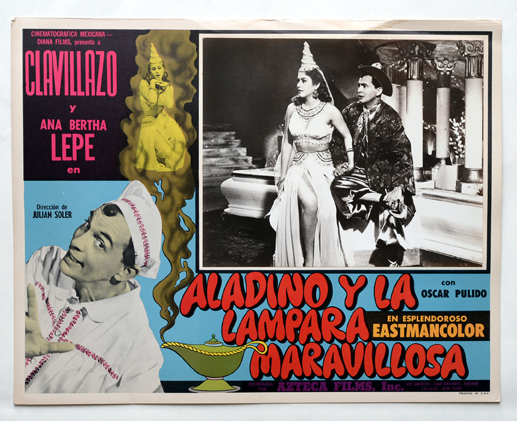 CINEMATOGRAFICA MEXICANA—
DIANA FILMS, presenta a
CLAVILLAZO
y
ANA BERTHA
LEPE
en
Dirección de
JULIAN SOLER
ALADINO Y LA
LAMPARA
MARAVILLOSA
con
OSCAR PULIDO
EN ESPLENDOROSO
EASTMANCOLOR
AZTECA FILMS, Inc.